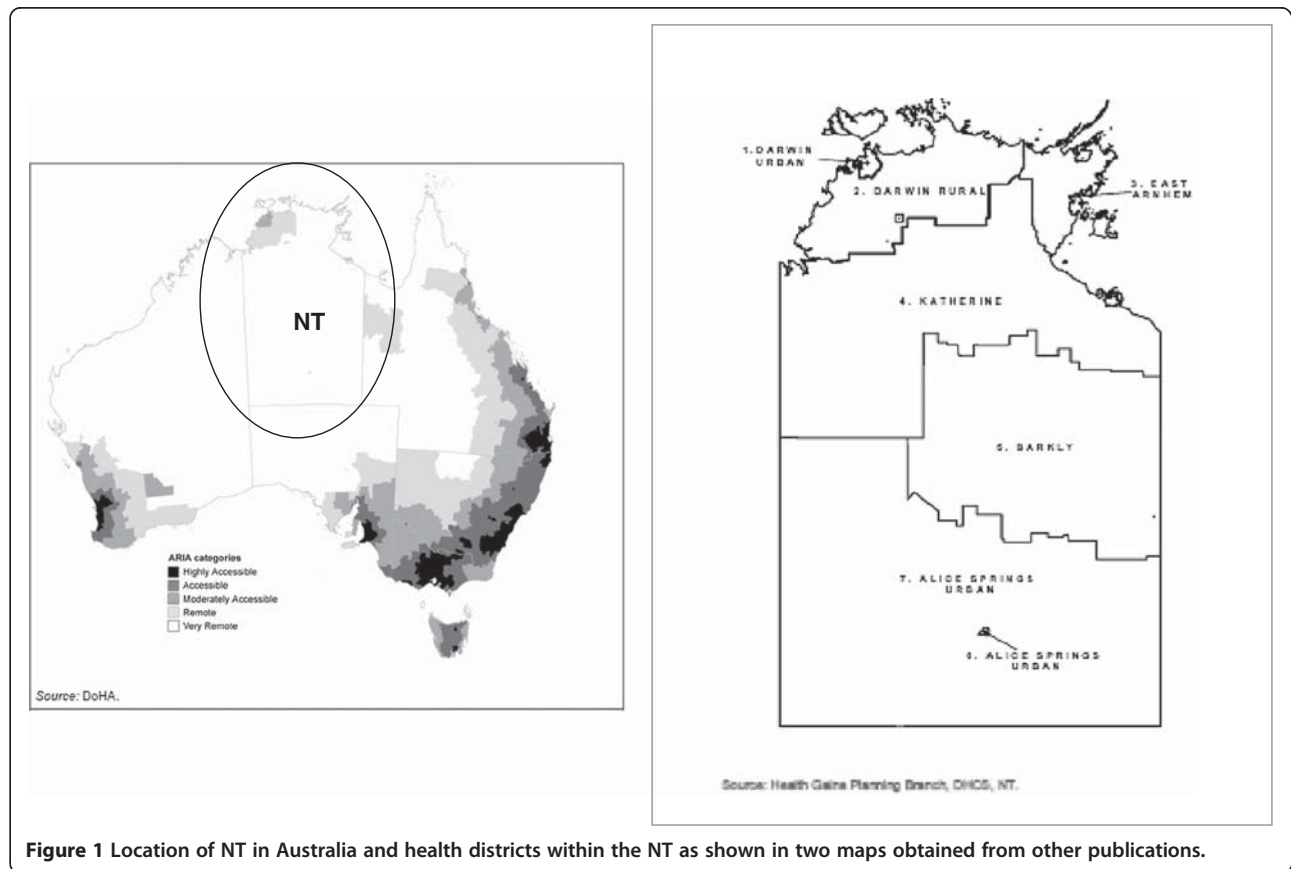 NT
ARIA categories
Highly Accessible
Accessible
Moderately Accessible
Remote
Very Remote
Source: DoHA.
1. DARWIN
URBAN
2. DARWIN RURAL
3. EAST
ARNHEM
4. KATHERINE
5. BARKLY
7. ALICE SPRINGS
URBAN
6. ALICE SPRINGS
URBAN
Source: Health Gains Planning Branch, DHCS, NT.
Figure 1 Location of NT in Australia and health districts within the NT as shown in two maps obtained from other publications.